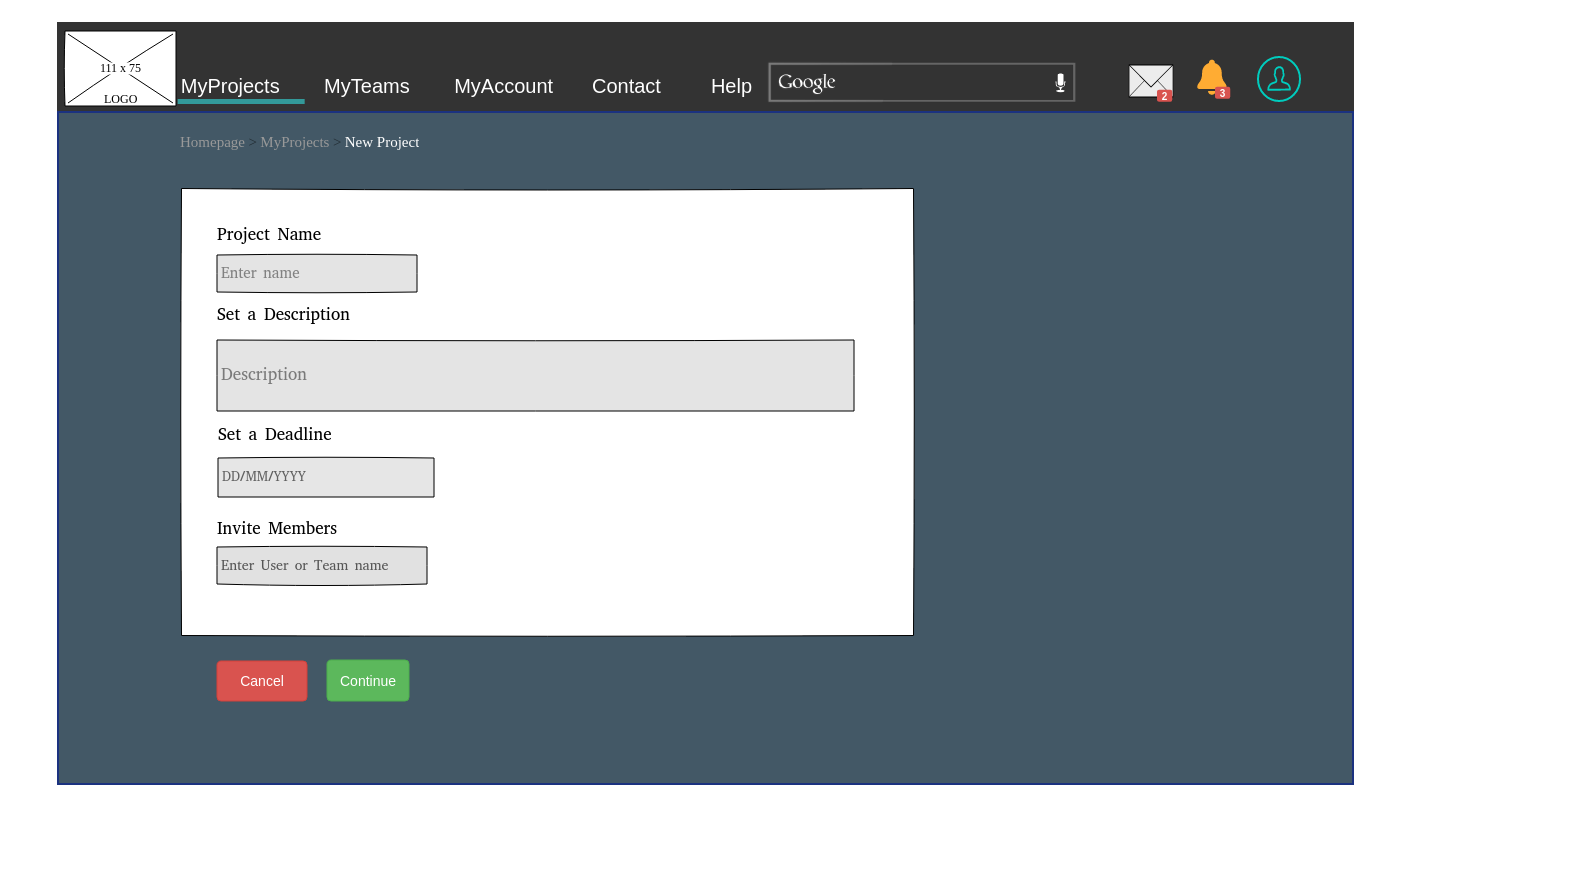 111 x 75
LOGO
MyProjects MyTeams MyAccount Contact Help Google 2 3
Homepage > MyProjects > New Project
Project Name
Enter name
Set a Description
Description
Set a Deadline
DD/MM/YYYY
Invite Members
Enter User or Team name
Cancel Continue